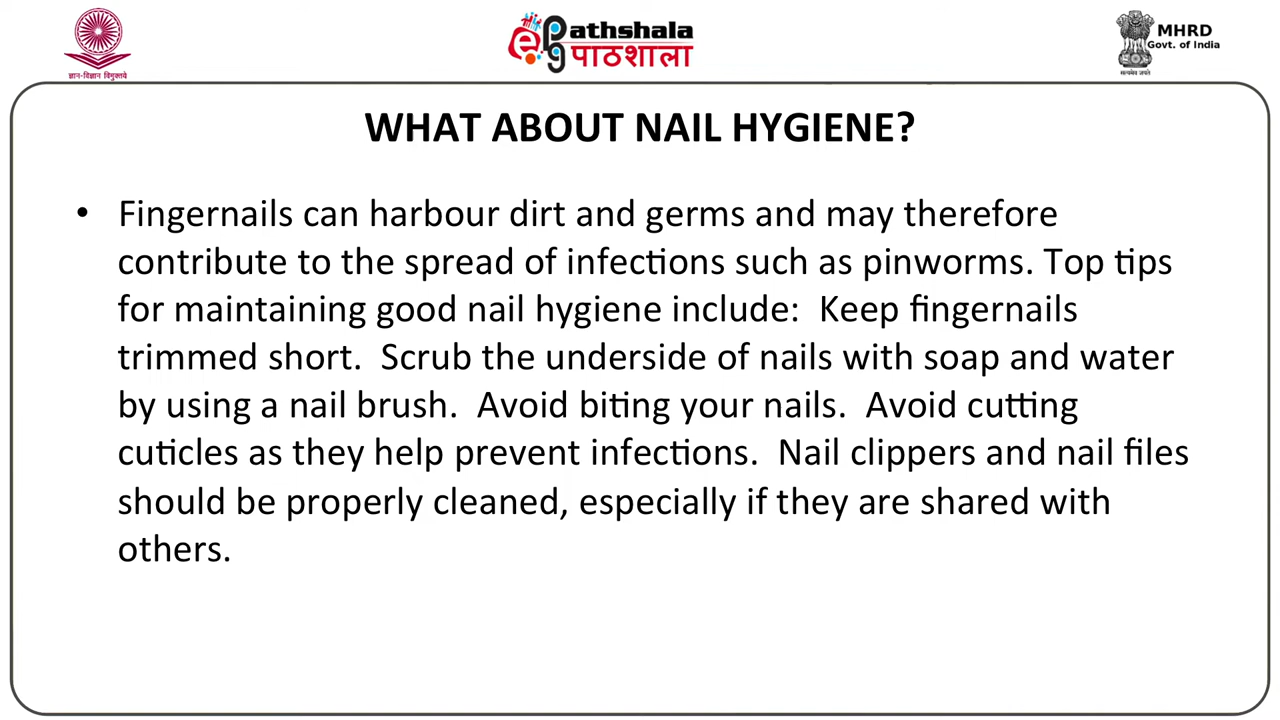 ज्ञान-विज्ञान विमुक्तये
ePathshala
पाठशाला
MHRD
Govt. of India
सत्यमेव जयते
WHAT ABOUT NAIL HYGIENE?
• Fingernails can harbour dirt and germs and may therefore
contribute to the spread of infections such as pinworms. Top tips
for maintaining good nail hygiene include:  Keep fingernails
trimmed short.  Scrub the underside of nails with soap and water
by using a nail brush.  Avoid biting your nails.  Avoid cutting
cuticles as they help prevent infections.  Nail clippers and nail files
should be properly cleaned, especially if they are shared with
others.